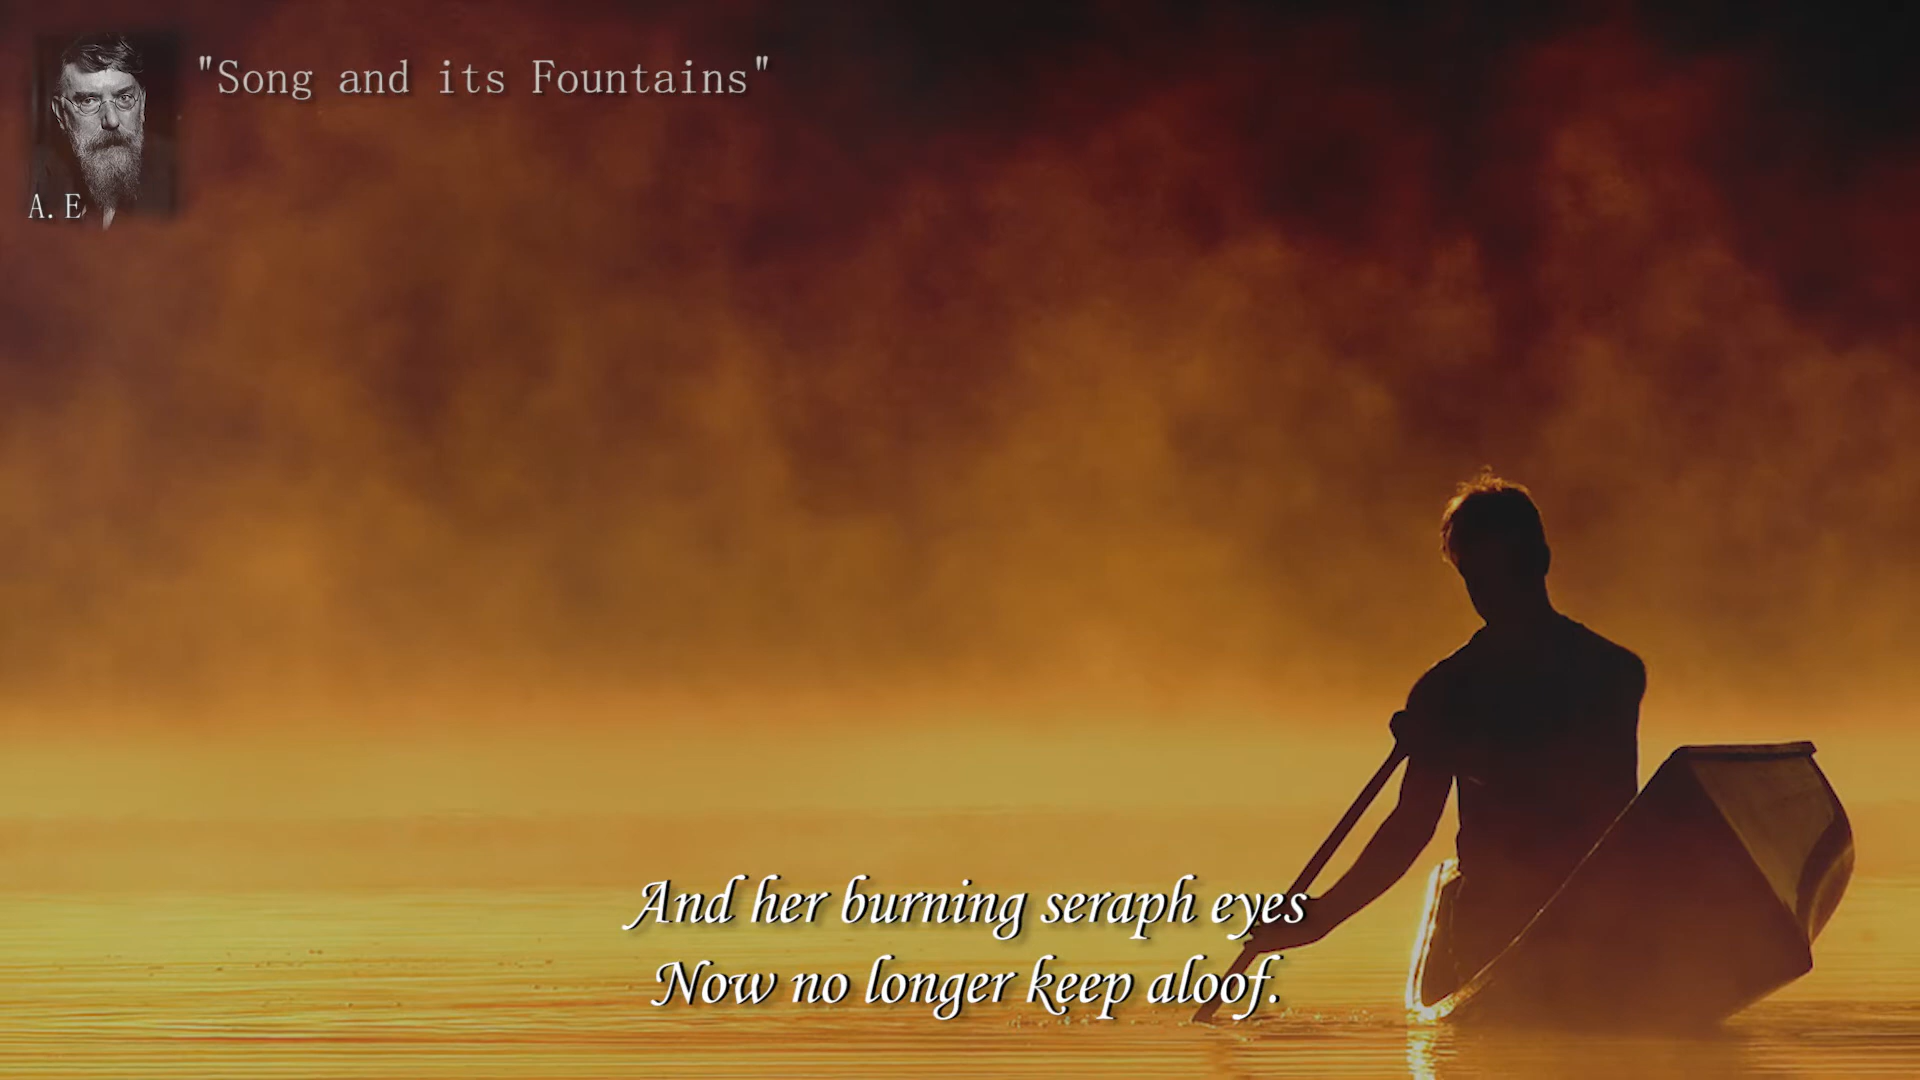 "Song and its Fountains"
A.E
And her burning seraph eyes
Now no longer keep aloof.